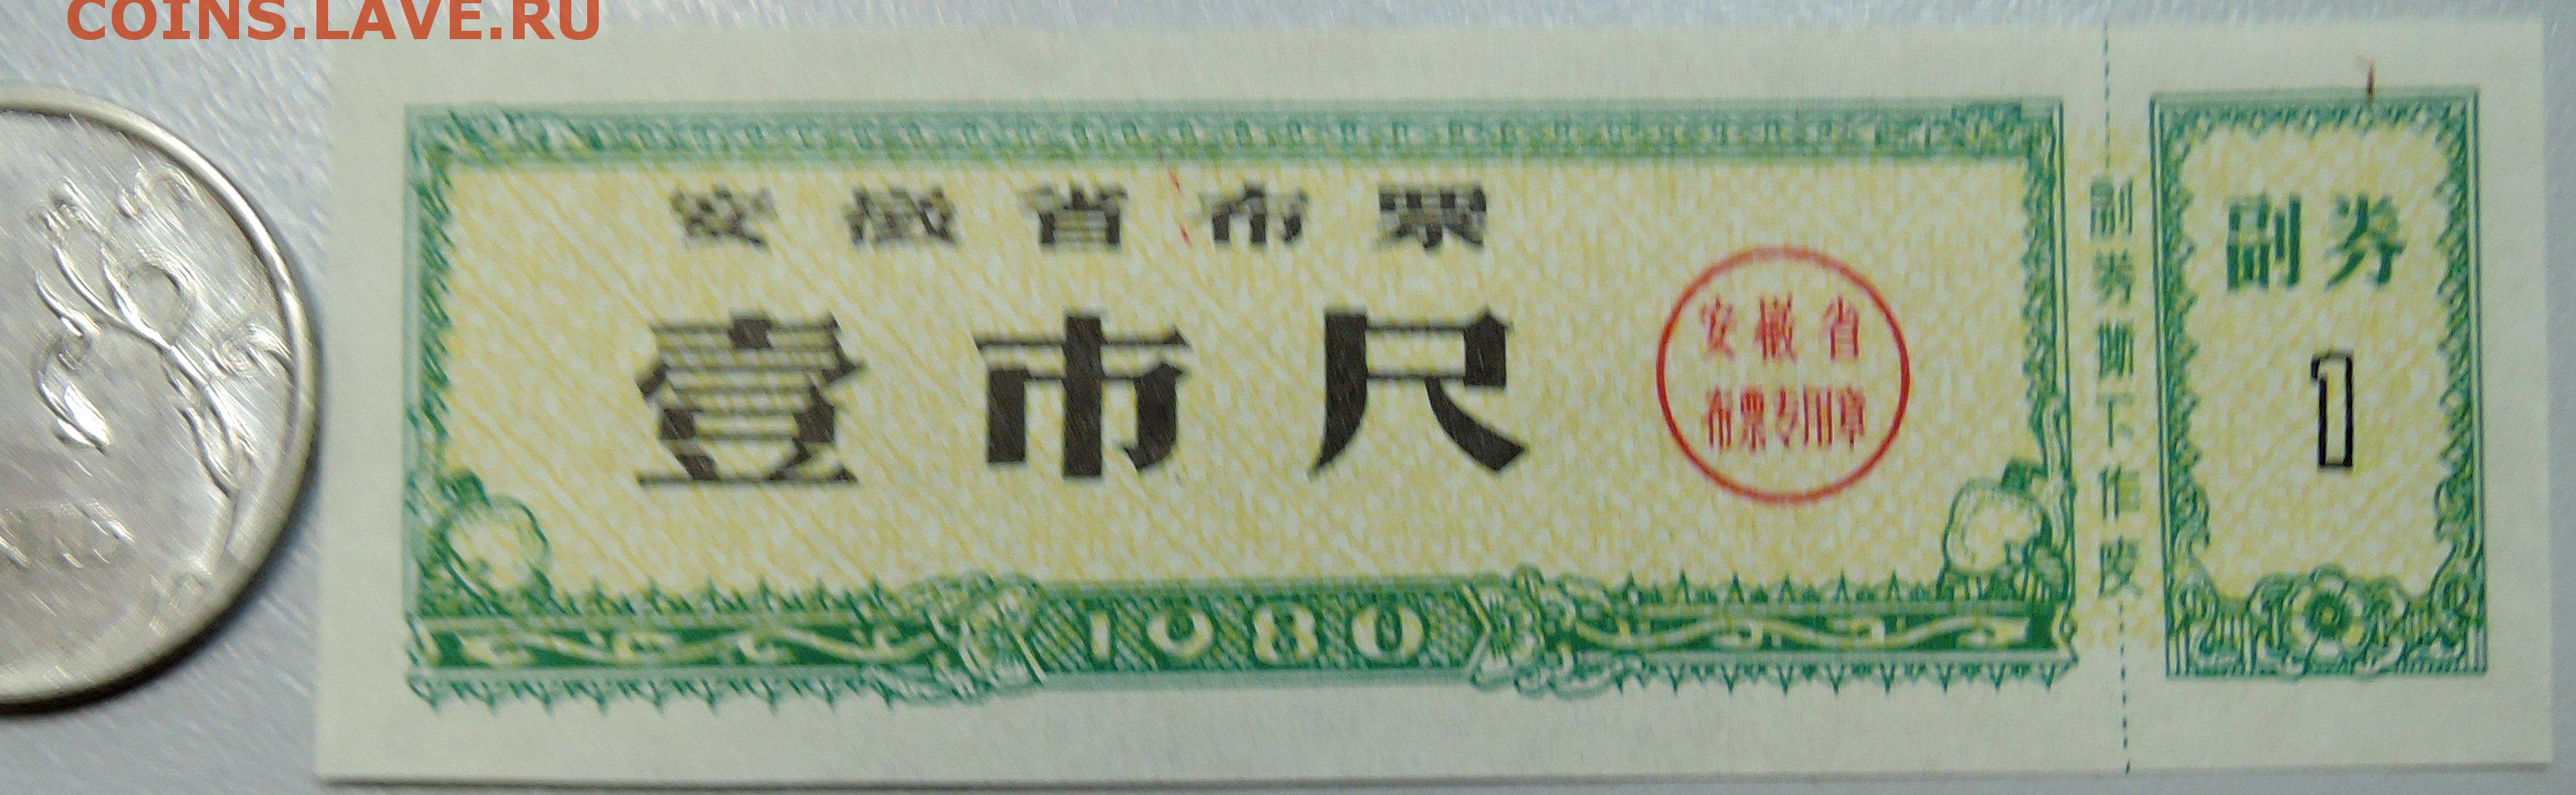 COINS.LAVE.RU
安徽省布票
壹市尺
安徽省
布票专用章
1980
副券撕下作废
副券
1